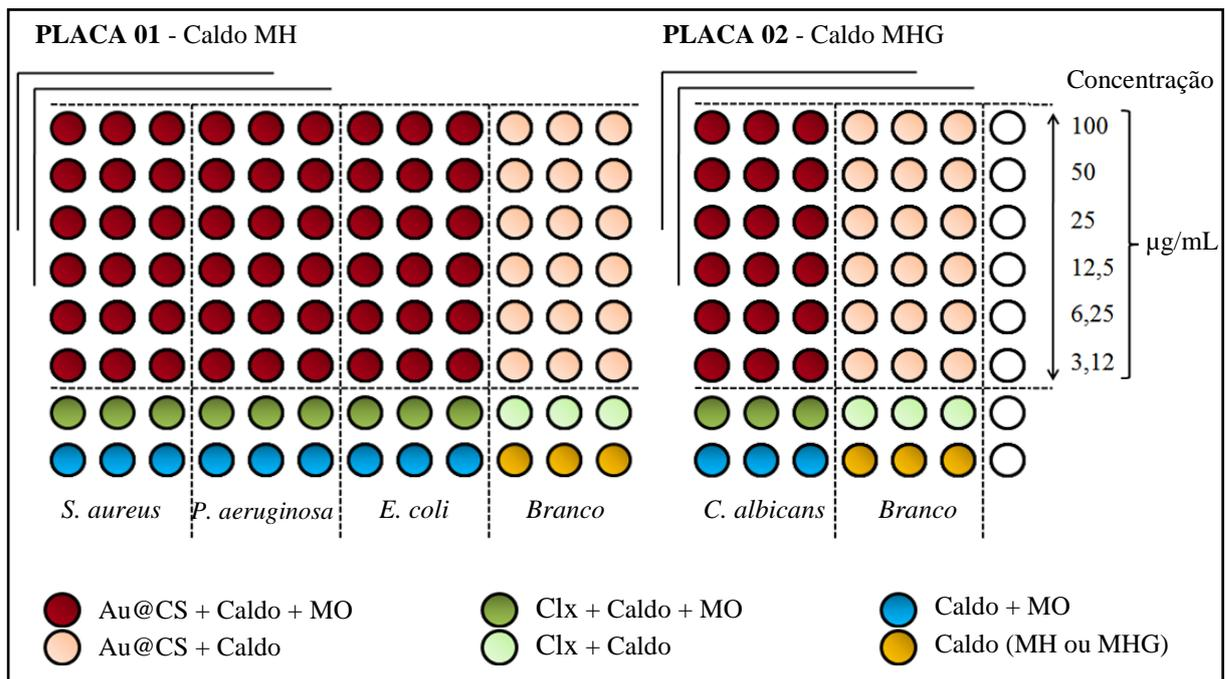 PLACA 01 - Caldo MH
PLACA 02 - Caldo MHG
Concentração
100
50
25
12,5
6,25
3,12
µg/mL
S. aureus
P. aeruginosa
E. coli
Branco
C. albicans
Branco
Au@CS + Caldo + MO
Au@CS + Caldo
Clx + Caldo + MO
Clx + Caldo
Caldo + MO
Caldo (MH ou MHG)